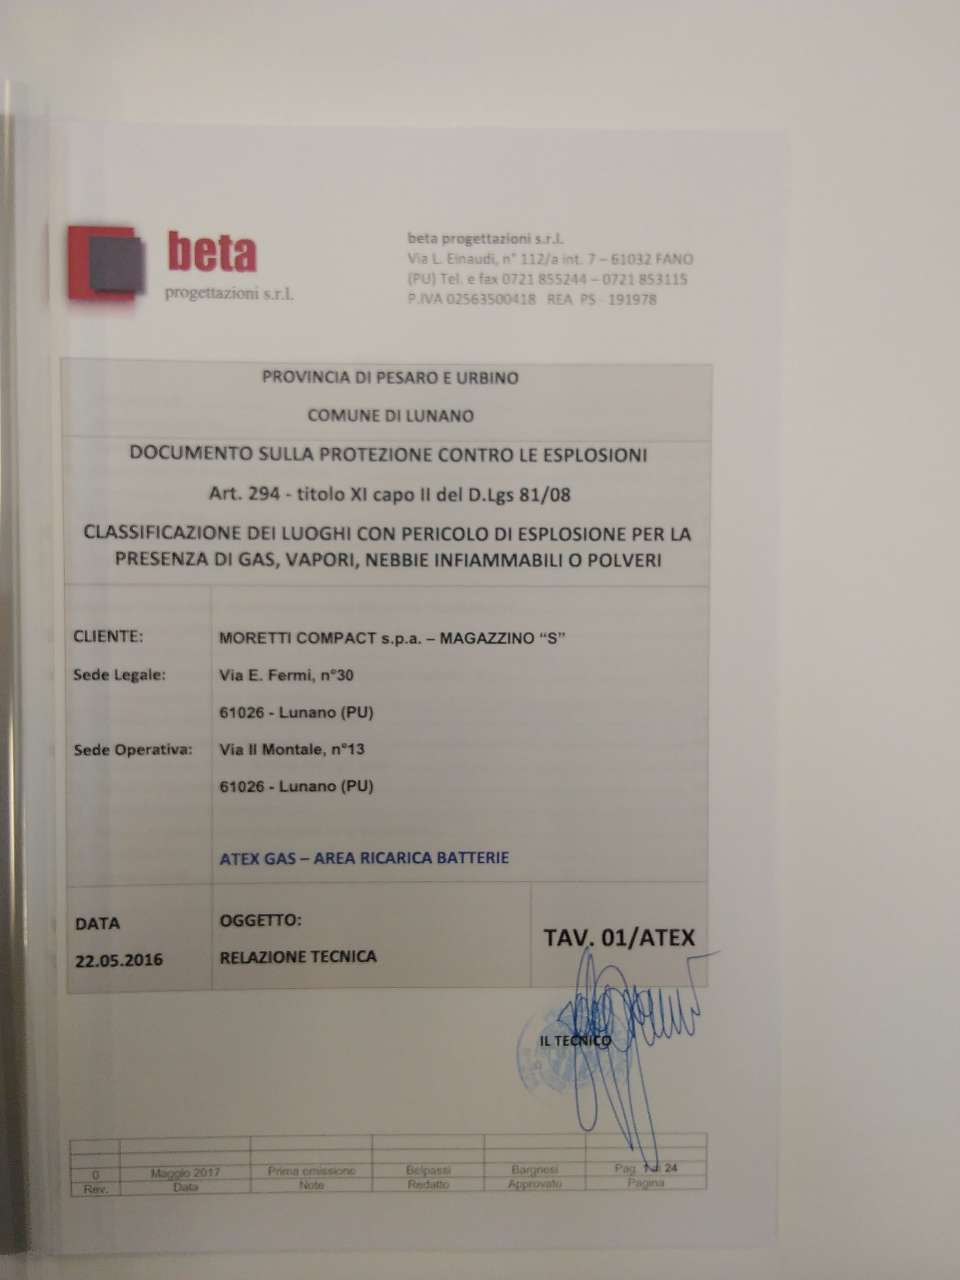 beta
progettazioni s.r.l.
beta progettazioni s.r.l.
Via L. Einaudi, n° 112/a int. 7 – 61032 FANO
(PU) Tel. e fax 0721 855244 – 0721 853115
P.IVA 02563500418 REA PS - 191978
PROVINCIA DI PESARO E URBINO
COMUNE DI LUNANO
DOCUMENTO SULLA PROTEZIONE CONTRO LE ESPLOSIONI
Art. 294 - titolo XI capo II del D.Lgs 81/08
CLASSIFICAZIONE DEI LUOGHI CON PERICOLO DI ESPLOSIONE PER LA
PRESENZA DI GAS, VAPORI, NEBBIE INFIAMMABILI O POLVERI
CLIENTE: MORETTI COMPACT s.p.a. – MAGAZZINO “S”
Sede Legale: Via E. Fermi, n°30
61026 - Lunano (PU)
Sede Operativa: Via II Montale, n°13
61026 - Lunano (PU)
ATEX GAS – AREA RICARICA BATTERIE
DATA
22.05.2016
OGGETTO:
RELAZIONE TECNICA
TAV. 01/ATEX
IL TECNICO
0 Maggio 2017 Prima emissione Belpassi Bargnesi Pag. 1 di 24
Rev. Data Note Redatto Approvato Pagina